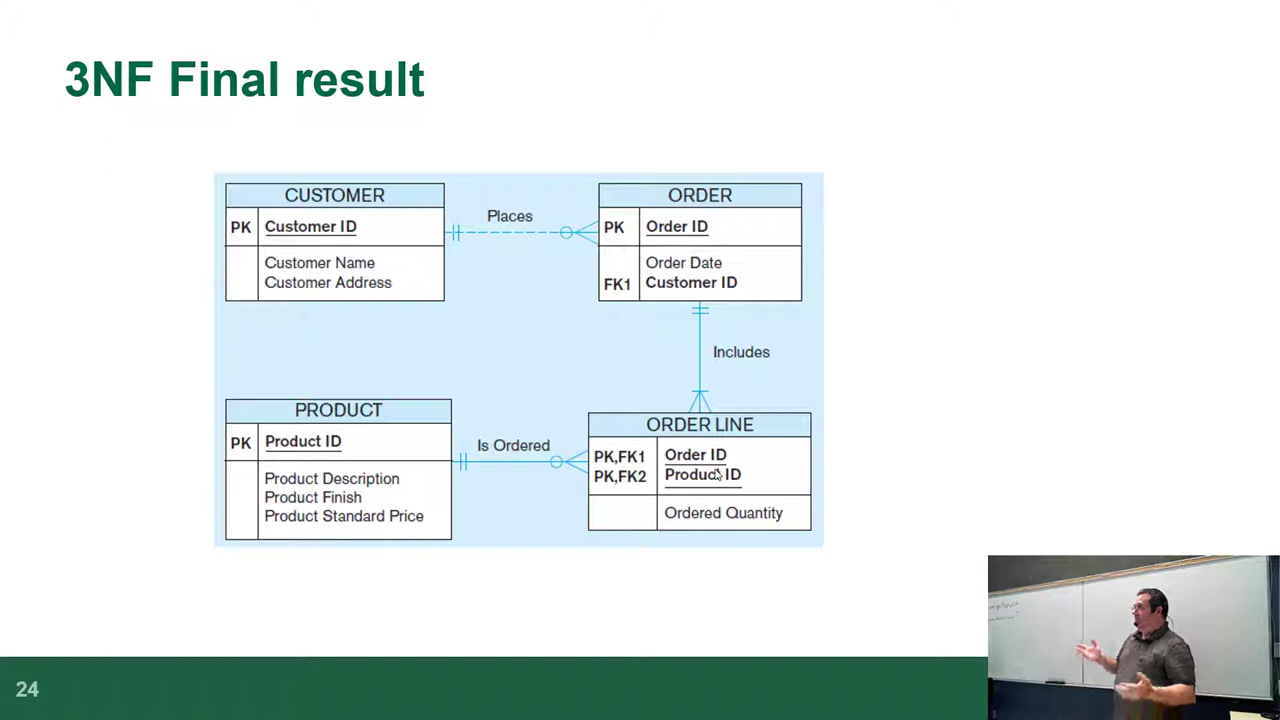 3NF Final result
CUSTOMER
PK Customer ID
Customer Name
Customer Address
Places
ORDER
PK Order ID
Order Date
FK1 Customer ID
Includes
PRODUCT
PK Product ID
Product Description
Product Finish
Product Standard Price
Is Ordered
ORDER LINE
PK,FK1 Order ID
PK,FK2 Product ID
Ordered Quantity
24